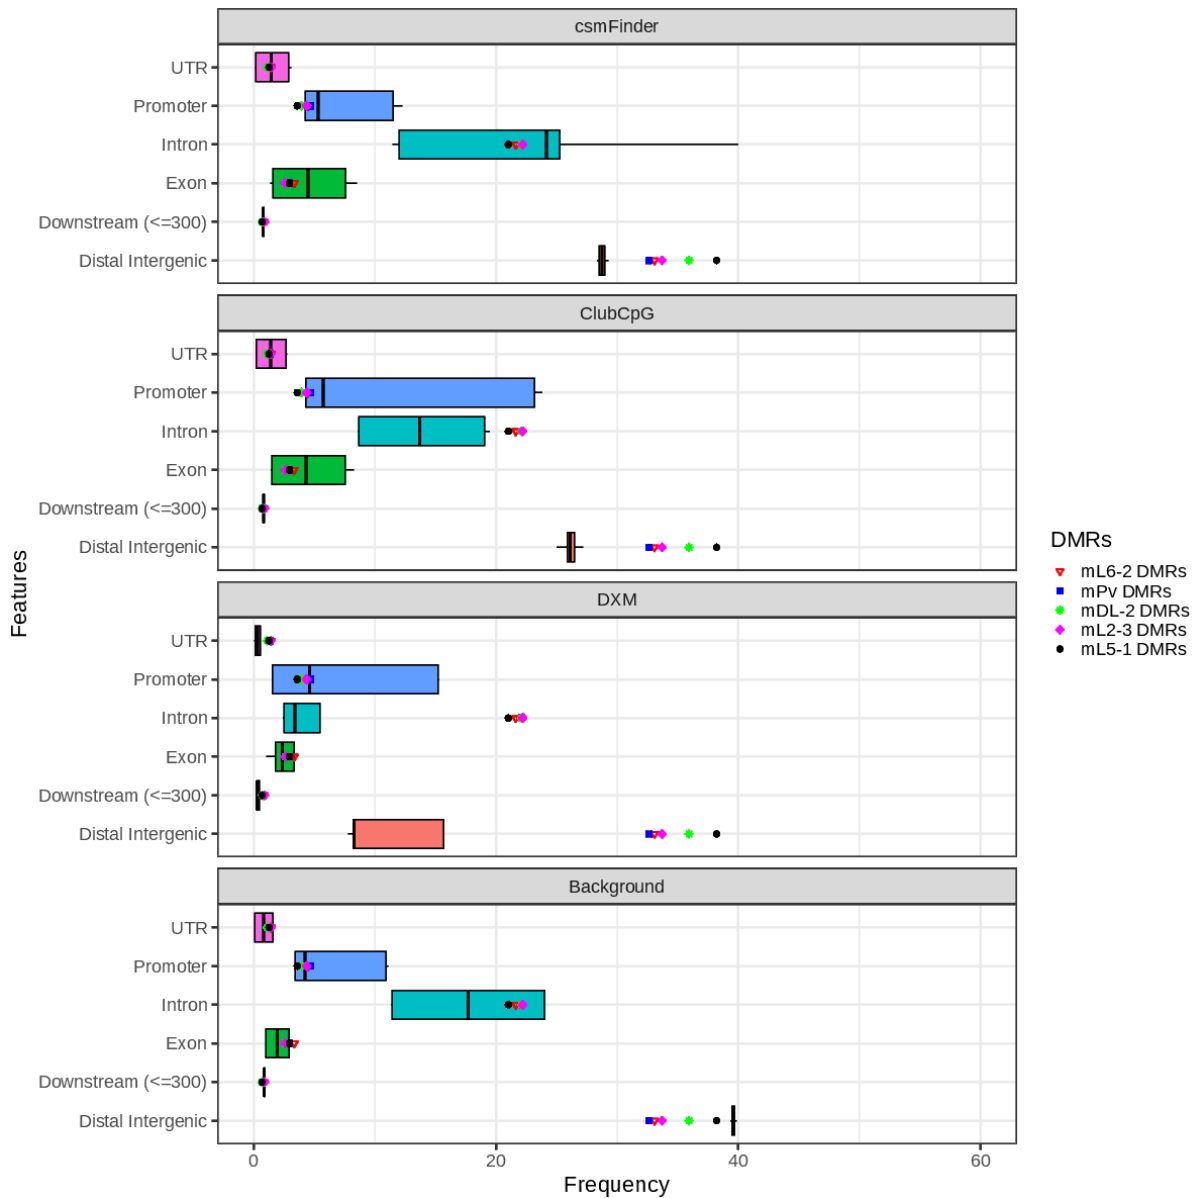 csmFinder
UTR
Promoter
Intron
Exon
Downstream (<=300)
Distal Intergenic
ClubCpG
UTR
Promoter
Intron
Exon
Downstream (<=300)
Distal Intergenic
DXM
UTR
Promoter
Intron
Exon
Downstream (<=300)
Distal Intergenic
Background
UTR
Promoter
Intron
Exon
Downstream (<=300)
Distal Intergenic
0 20 40 60
Frequency
Features
DMRs
mL6-2 DMRs
mPv DMRs
mDL-2 DMRs
mL2-3 DMRs
mL5-1 DMRs